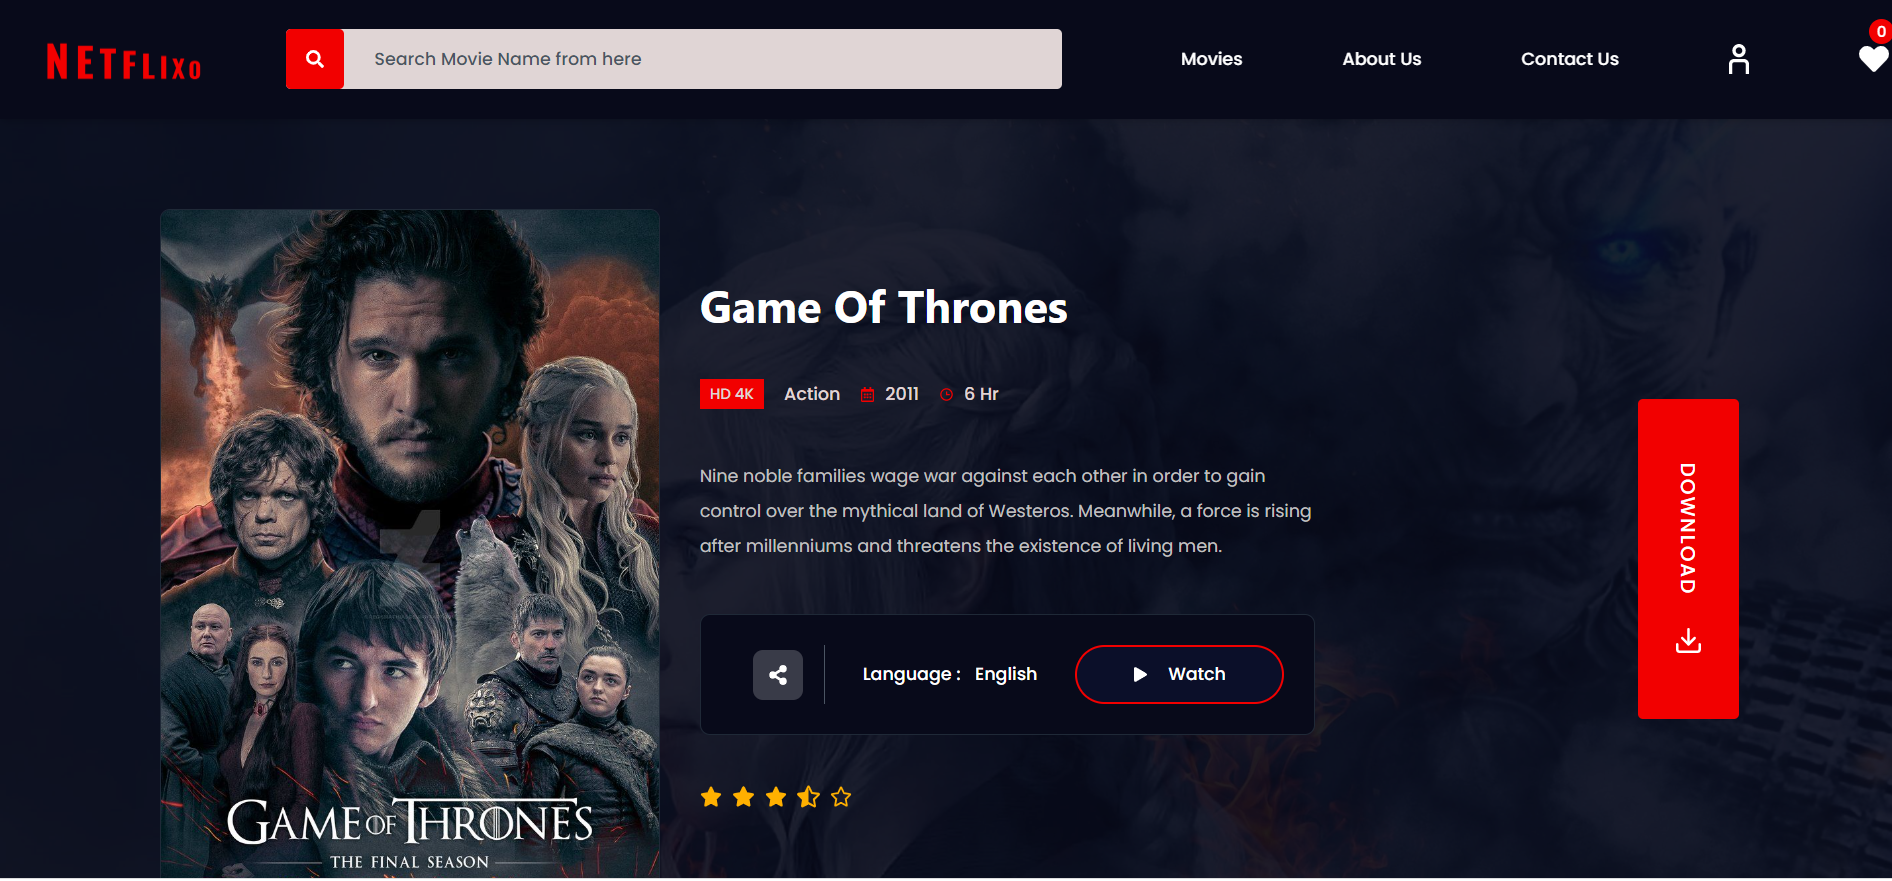 NETFLIXO
Search Movie Name from here
Movies
About Us
Contact Us
0
Game Of Thrones
HD 4K
Action
2011
6 Hr
Nine noble families wage war against each other in order to gain
control over the mythical land of Westeros. Meanwhile, a force is rising
after millenniums and threatens the existence of living men.
Language :
English
Watch
DOWNLOAD
GAME OF THRONES
THE FINAL SEASON